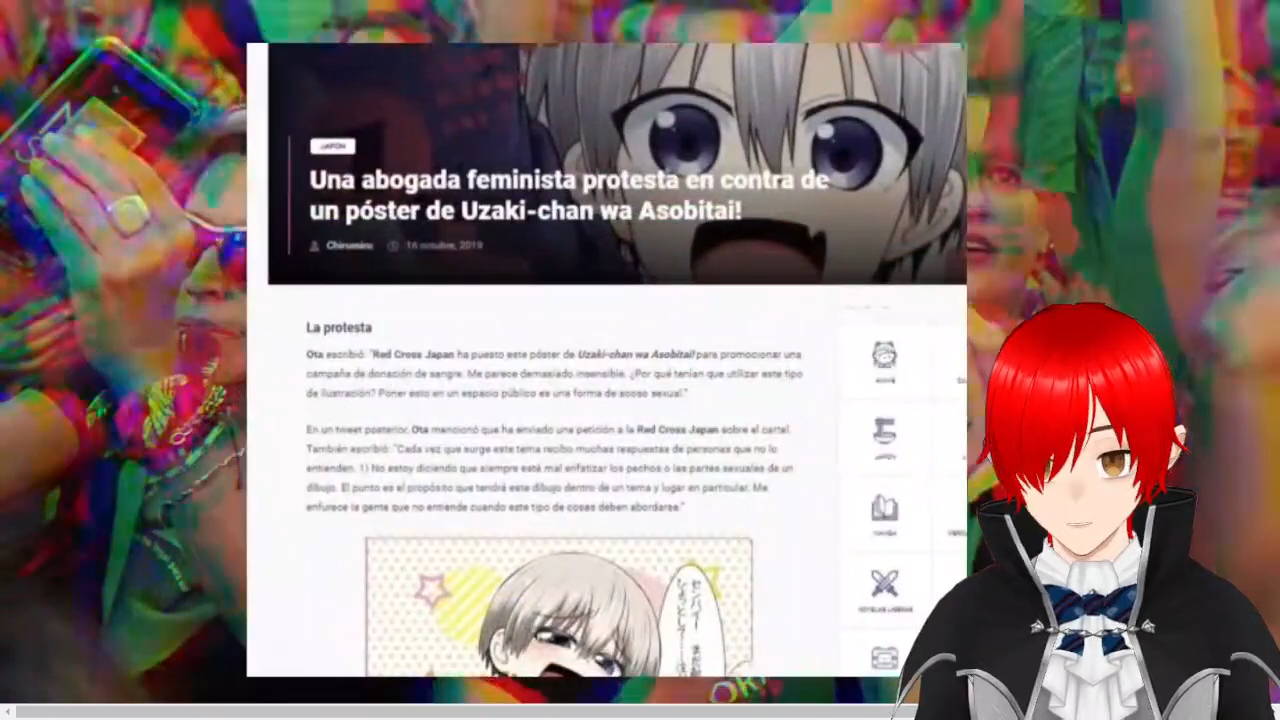 JAPÓN
Una abogada feminista protesta en contra de
un póster de Uzaki-chan wa Asobitai!
Chirumiru 16 octubre, 2019
La protesta
Ota escribió: "Red Cross Japan ha puesto este póster de Uzaki-chan wa Asobitai! para promocionar una
campaña de donación de sangre. Me parece demasiado insensible. ¿Por qué tenían que utilizar este tipo
de ilustración? Poner esto en un espacio público es una forma de acoso sexual."
En un tweet posterior, Ota mencionó que ha enviado una petición a la Red Cross Japan sobre el cartel.
También escribió: "Cada vez que surge este tema recibo muchas respuestas de personas que no lo
entienden. 1) No estoy diciendo que siempre esté mal enfatizar los pechos o las partes sexuales de un
dibujo. El punto es el propósito que tendrá este dibujo dentro de un tema y lugar en particular. Me
enfurece la gente que no entiende cuando este tipo de cosas deben abordarse."
ANIME
JAPÓN
MANGA
NOVELAS LIGERAS